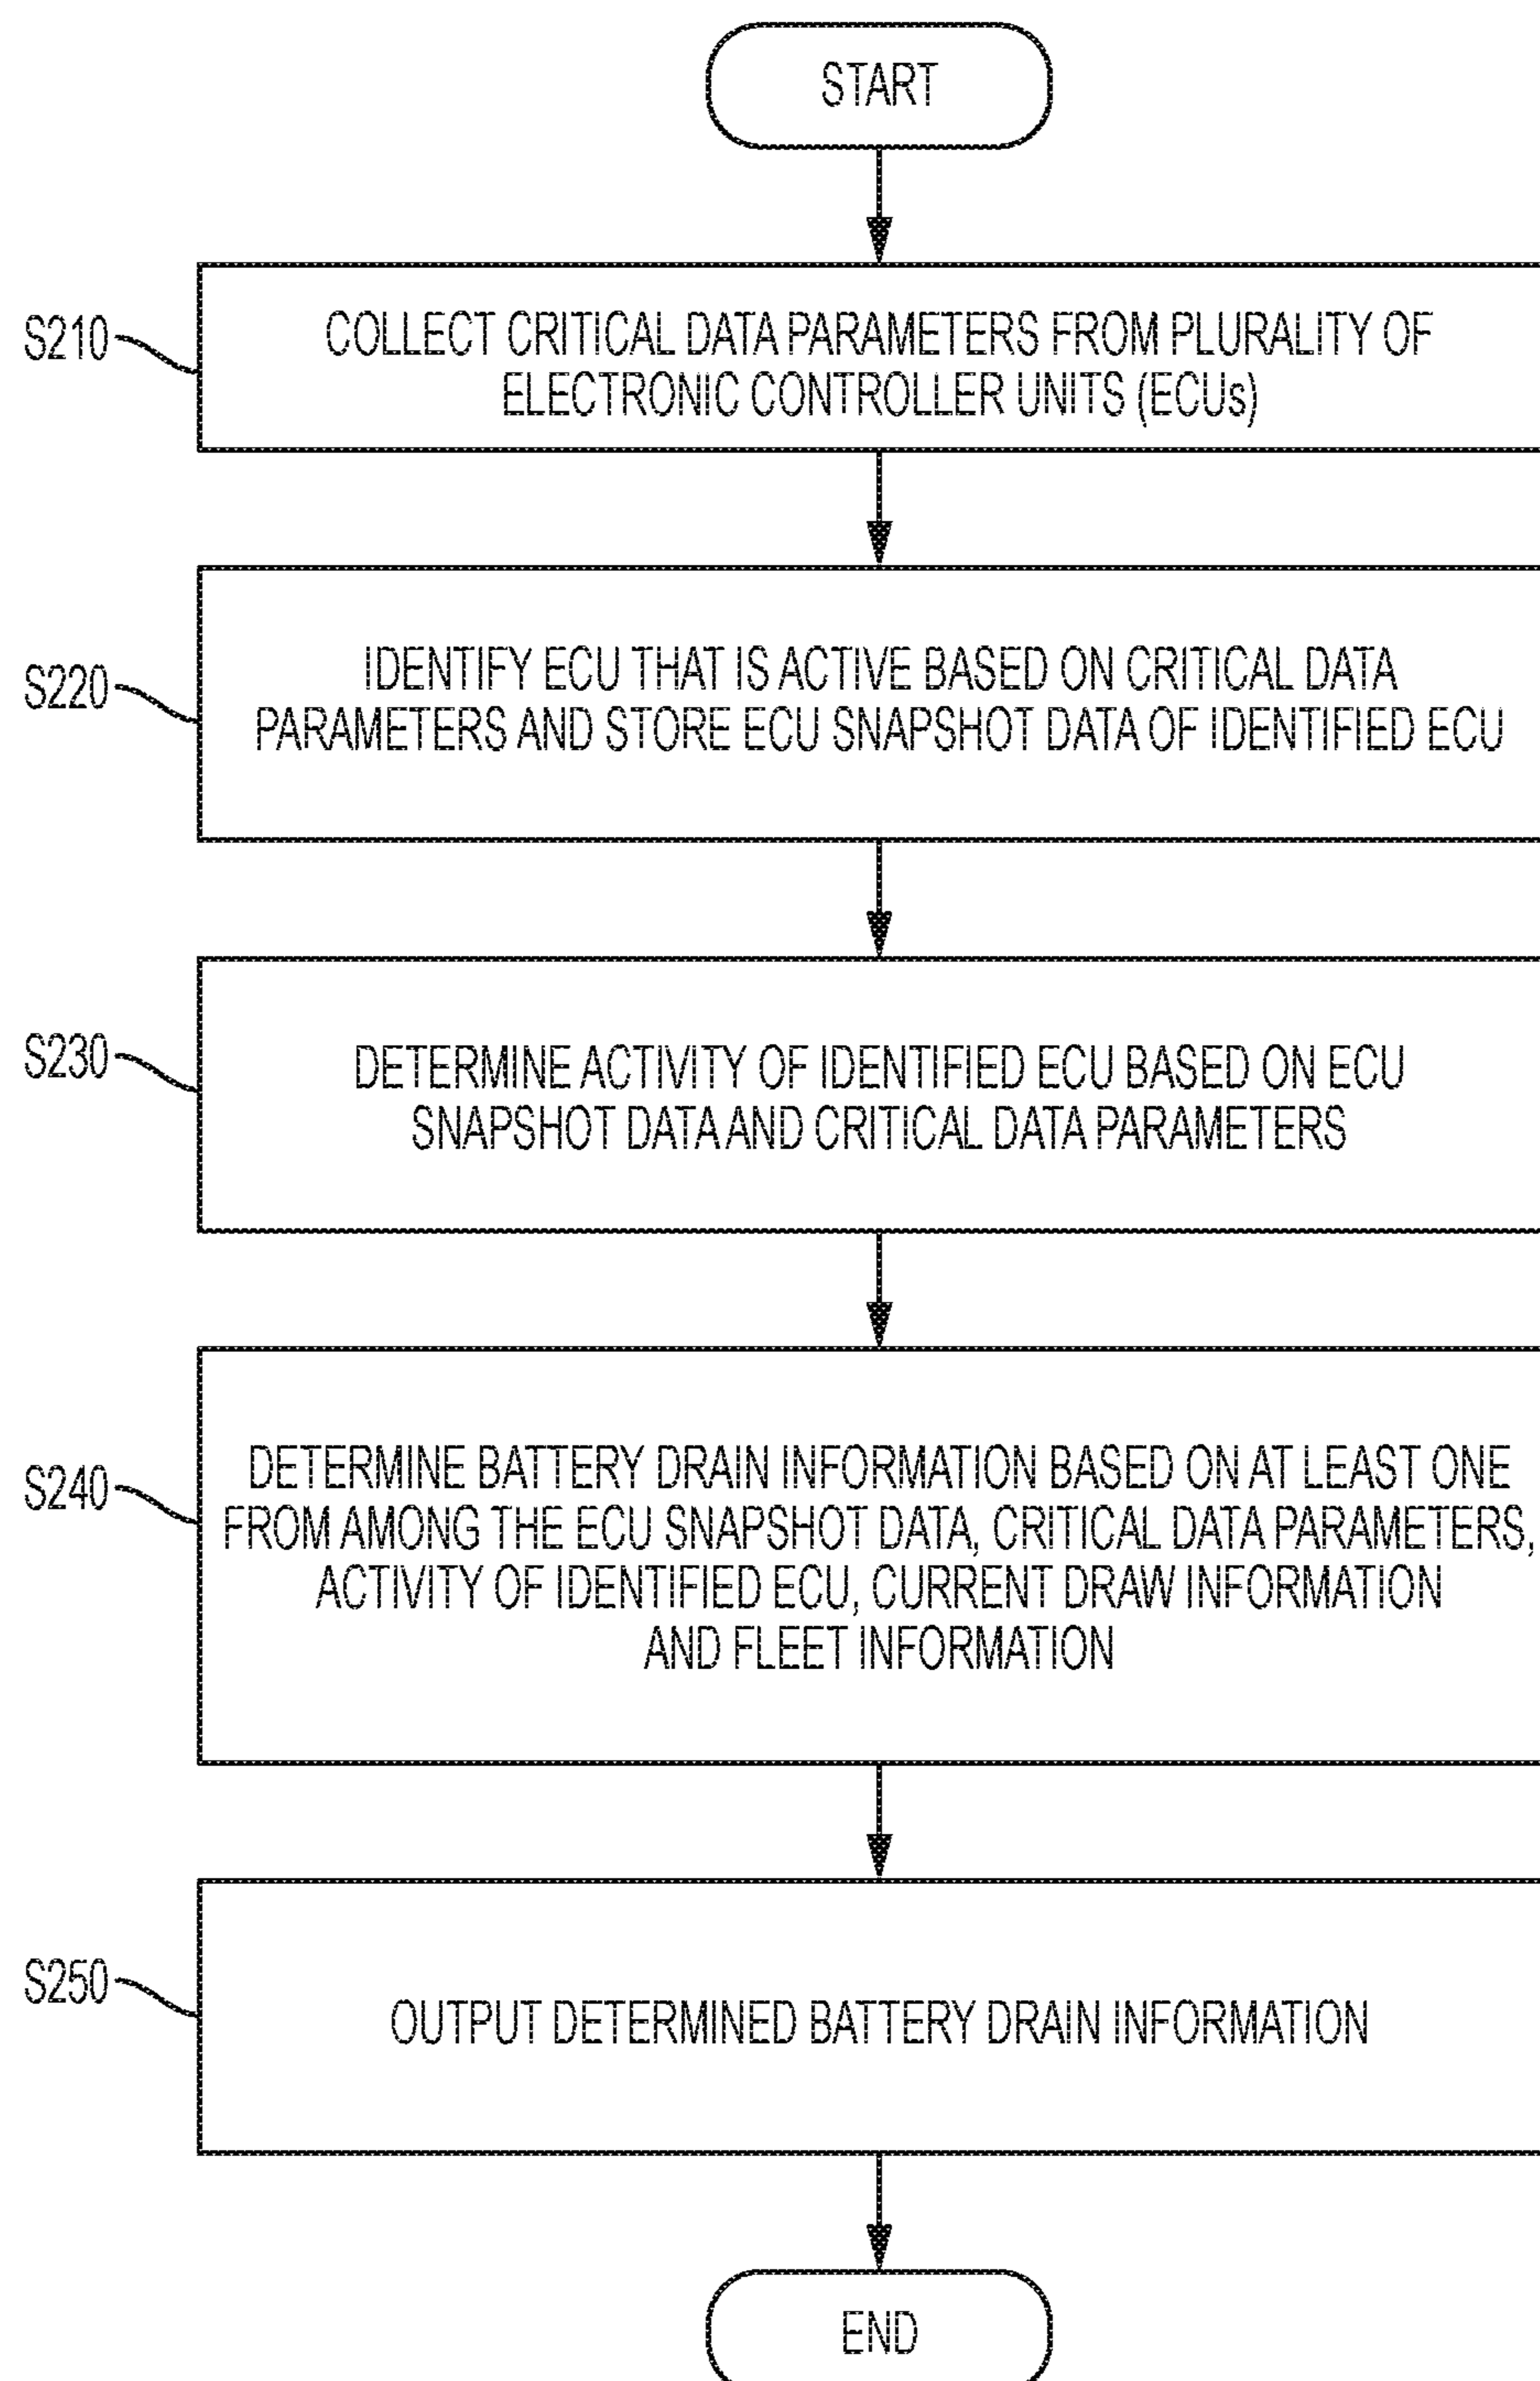 START
S210
COLLECT CRITICAL DATA PARAMETERS FROM PLURALITY OF
ELECTRONIC CONTROLLER UNITS (ECUs)
S220
IDENTIFY ECU THAT IS ACTIVE BASED ON CRITICAL DATA
PARAMETERS AND STORE ECU SNAPSHOT DATA OF IDENTIFIED ECU
S230
DETERMINE ACTIVITY OF IDENTIFIED ECU BASED ON ECU
SNAPSHOT DATA AND CRITICAL DATA PARAMETERS
S240
DETERMINE BATTERY DRAIN INFORMATION BASED ON AT LEAST ONE
FROM AMONG THE ECU SNAPSHOT DATA, CRITICAL DATA PARAMETERS,
ACTIVITY OF IDENTIFIED ECU, CURRENT DRAW INFORMATION
AND FLEET INFORMATION
S250
OUTPUT DETERMINED BATTERY DRAIN INFORMATION
END